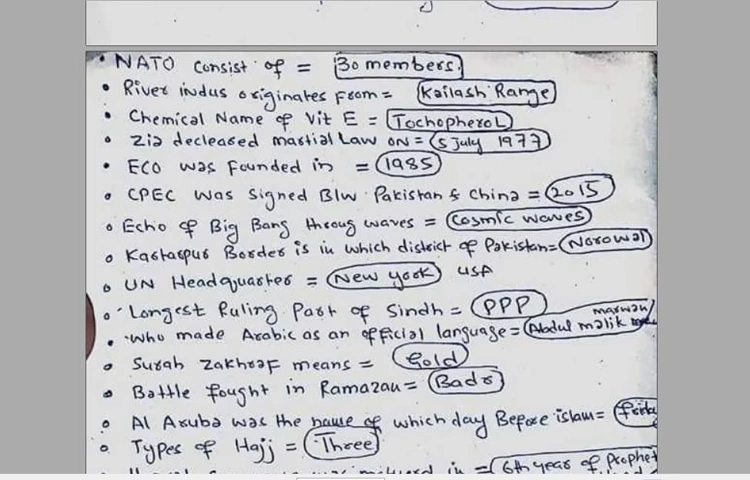 • NATO consist of = 30 members.
• River indus originates from = Kailash Range
• Chemical Name of Vit E = TochopheroL
• Zia decleased martial Law on = 5 July 1977
• ECO was founded in = 1985
• CPEC was signed B/w Pakistan & China = 2015
• Echo of Big Bang throug waves = Cosmic waves
• Kartarpur Border is in which district of Pakistan = Norowal
• UN Headquarter = New york USA
• Longest Ruling Part of Sindh = PPP
• Who made Arabic as an official language = Abdul malik marwan
• Surah Zakhraf means = Gold
• Battle fought in Ramazan = Badr
• Al Aruba was the name of which day Before islam =
• Types of Hajj = Three
in = 6th year of Prophet